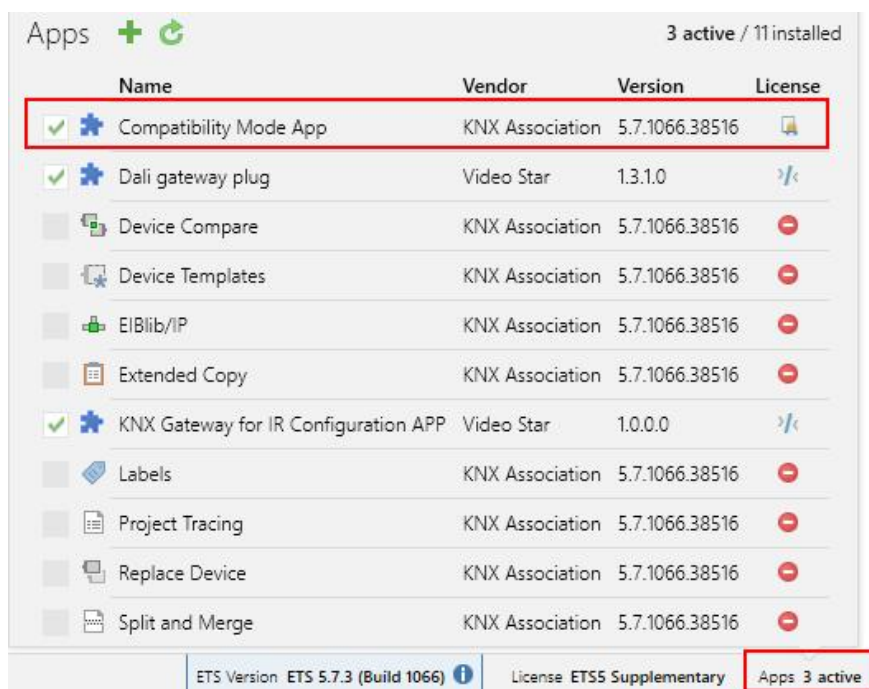 Apps 3 active / 11 installed
Name Vendor Version License
Compatibility Mode App KNX Association 5.7.1066.38516
Dali gateway plug Video Star 1.3.1.0
Device Compare KNX Association 5.7.1066.38516
Device Templates KNX Association 5.7.1066.38516
EIBlib/IP KNX Association 5.7.1066.38516
Extended Copy KNX Association 5.7.1066.38516
KNX Gateway for IR Configuration APP Video Star 1.0.0.0
Labels KNX Association 5.7.1066.38516
Project Tracing KNX Association 5.7.1066.38516
Replace Device KNX Association 5.7.1066.38516
Split and Merge KNX Association 5.7.1066.38516
ETS Version ETS 5.7.3 (Build 1066) License ETS5 Supplementary Apps 3 active